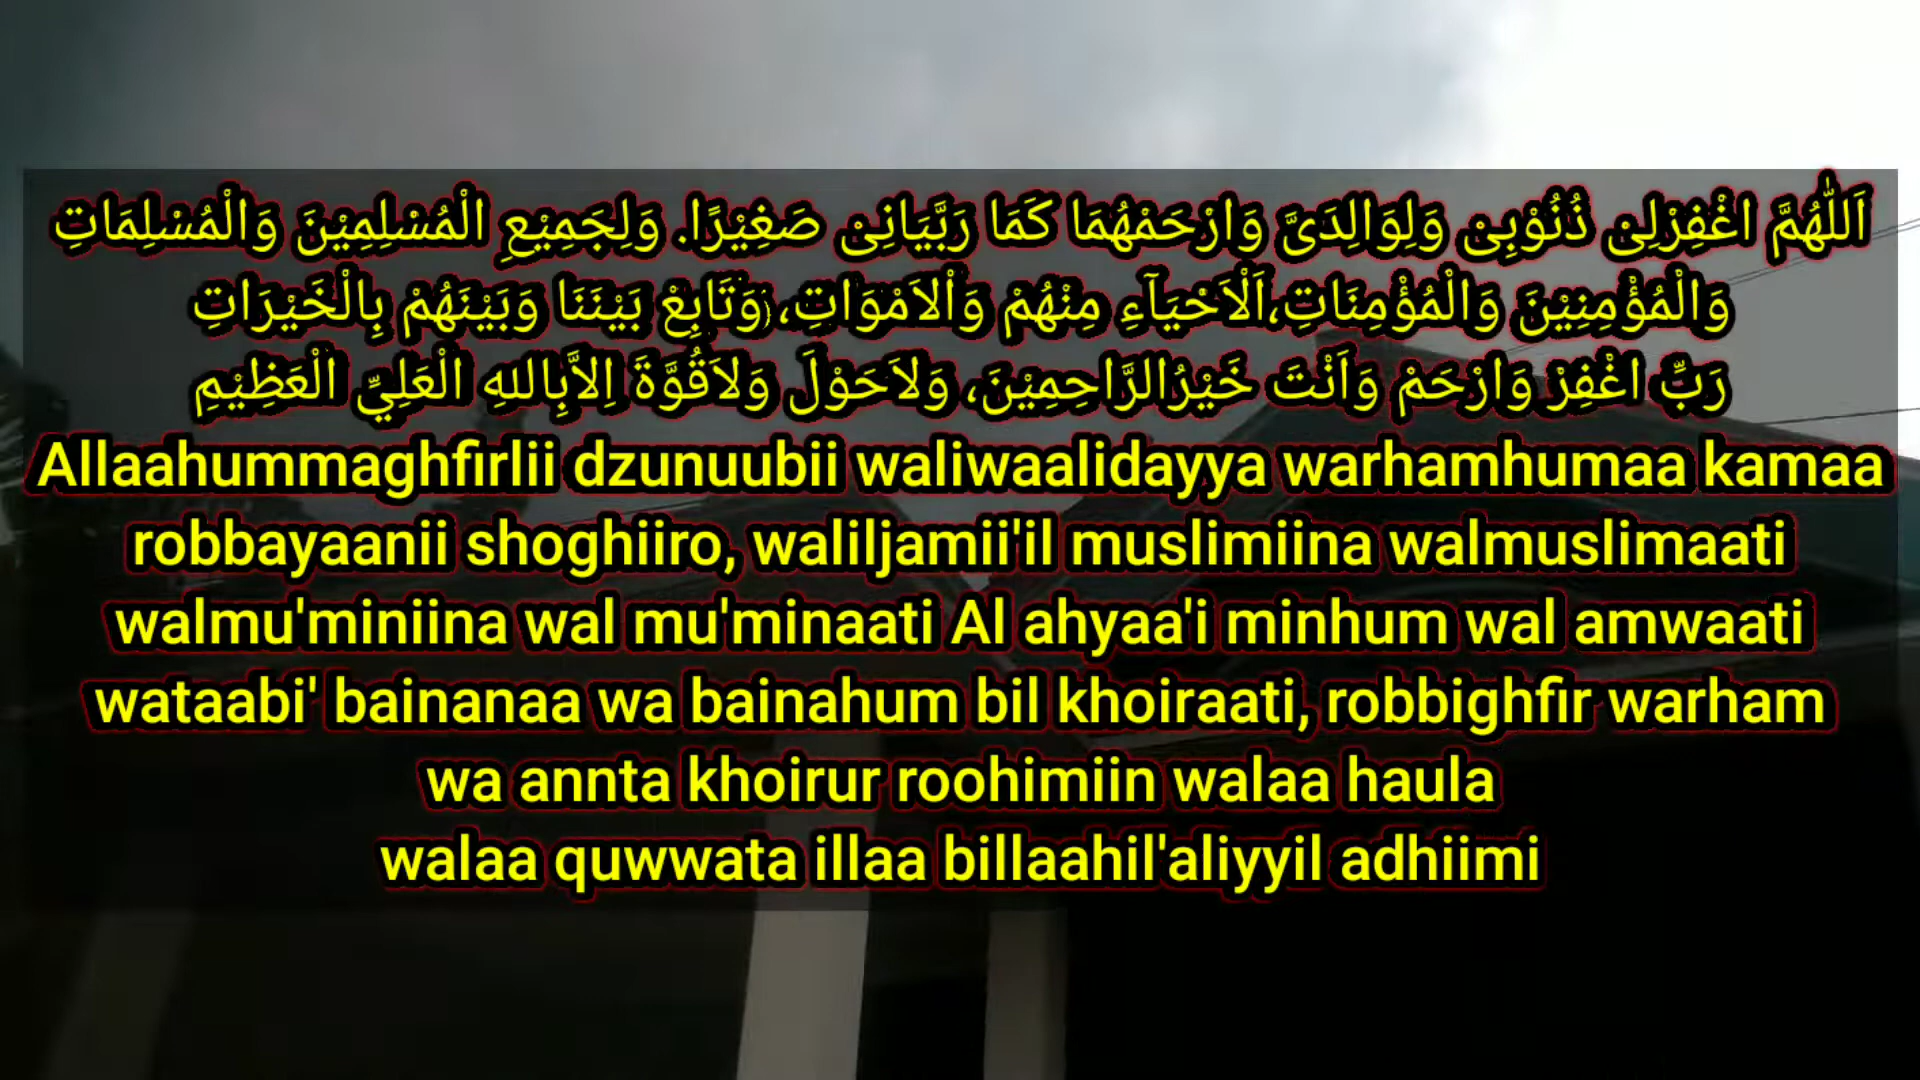 اَللّٰهُمَّ اغْفِرْلِىْ ذُنُوْبِىْ وَلِوَالِدَىَّ وَارْحَمْهُمَا كَمَا رَبَّيَانِىْ صَغِيْرًا. وَلِجَمِيْعِ الْمُسْلِمِيْنَ وَالْمُسْلِمَاتِ
وَالْمُؤْمِنِيْنَ وَالْمُؤْمِنَاتِ،اَلْاَحْيَآءِ مِنْهُمْ وَاْلاَمْوَاتِ،﴿وَتَابِعْ بَيْنَنَا وَبَيْنَهُمْ بِالْخَيْرَاتِ
رَبِّ اغْفِرْ وَارْحَمْ وَاَنْتَ خَيْرُالرَّاحِمِيْنَ، وَلاَحَوْلَ وَلاَقُوَّةَ اِلاَّبِاللهِ الْعَلِيِّ الْعَظِيْمِ
Allaahummaghfirlii dzunuubii waliwaalidayya warhamhumaa kamaa
robbayaanii shoghiiro, waliljamii'il muslimiina walmuslimaati
walmu'miniina wal mu'minaati Al ahyaa'i minhum wal amwaati
wataabi' bainanaa wa bainahum bil khoiraati, robbighfir warham
wa annta khoirur roohimiin walaa haula
walaa quwwata illaa billaahil'aliyyil adhiimi